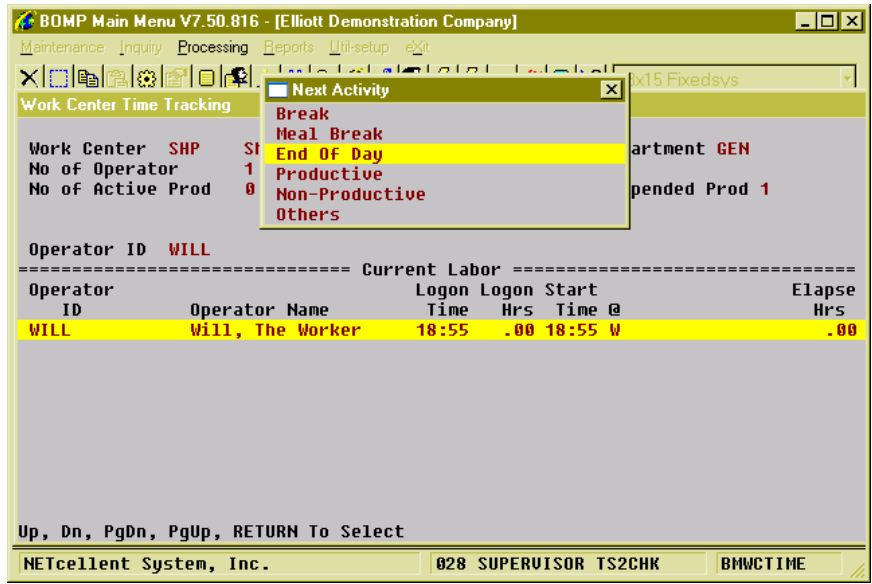 BOMP Main Menu V7.50.816 - [Elliott Demonstration Company]
Maintenance Inquiry Processing Reports Util-setup eXit
8x15 Fixedsys
Work Center Time Tracking
Next Activity
Break
Meal Break
End Of Day
Productive
Non-Productive
Others
Work Center SHP
artment GEN
No of Operator 1
No of Active Prod 0
pended Prod 1
Operator ID WILL
================================ Current Labor =================================
Operator Logon Logon Start Elapse
ID Operator Name Time Hrs Time @ Hrs
WILL Will, The Worker 18:55 .00 18:55 W .00
Up, Dn, PgDn, PgUp, RETURN To Select
NETcellent System, Inc. 028 SUPERVISOR TS2CHK BMWCTIME